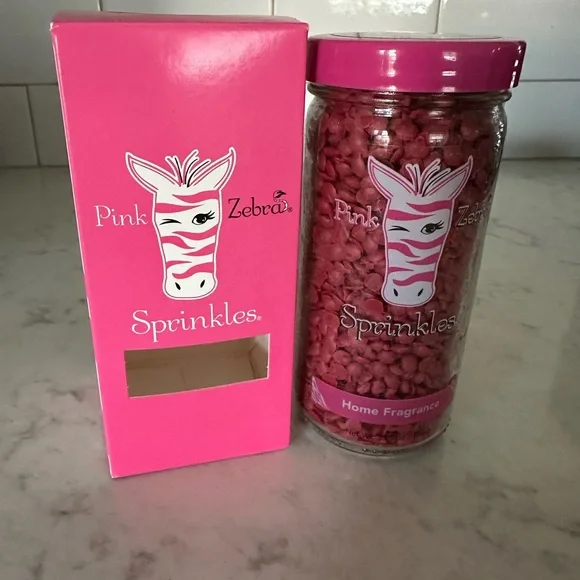 Pink Zebra®
Sprinkles®
Pink Zebra
Sprinkles
Home Fragrance